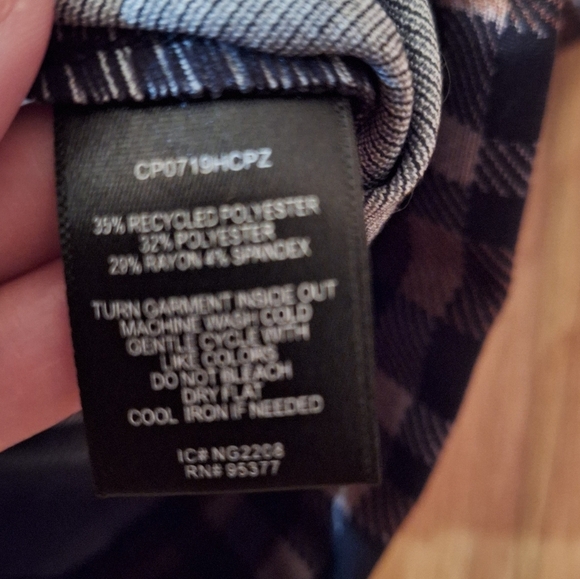 CP0719HCPZ
35% RECYCLED POLYESTER
32% POLYESTER
29% RAYON 4% SPANDEX
TURN GARMENT INSIDE OUT
MACHINE WASH COLD
GENTLE CYCLE WITH
LIKE COLORS
DO NOT BLEACH
DRY FLAT
COOL IRON IF NEEDED
IC# NG22C8
RN# 95377